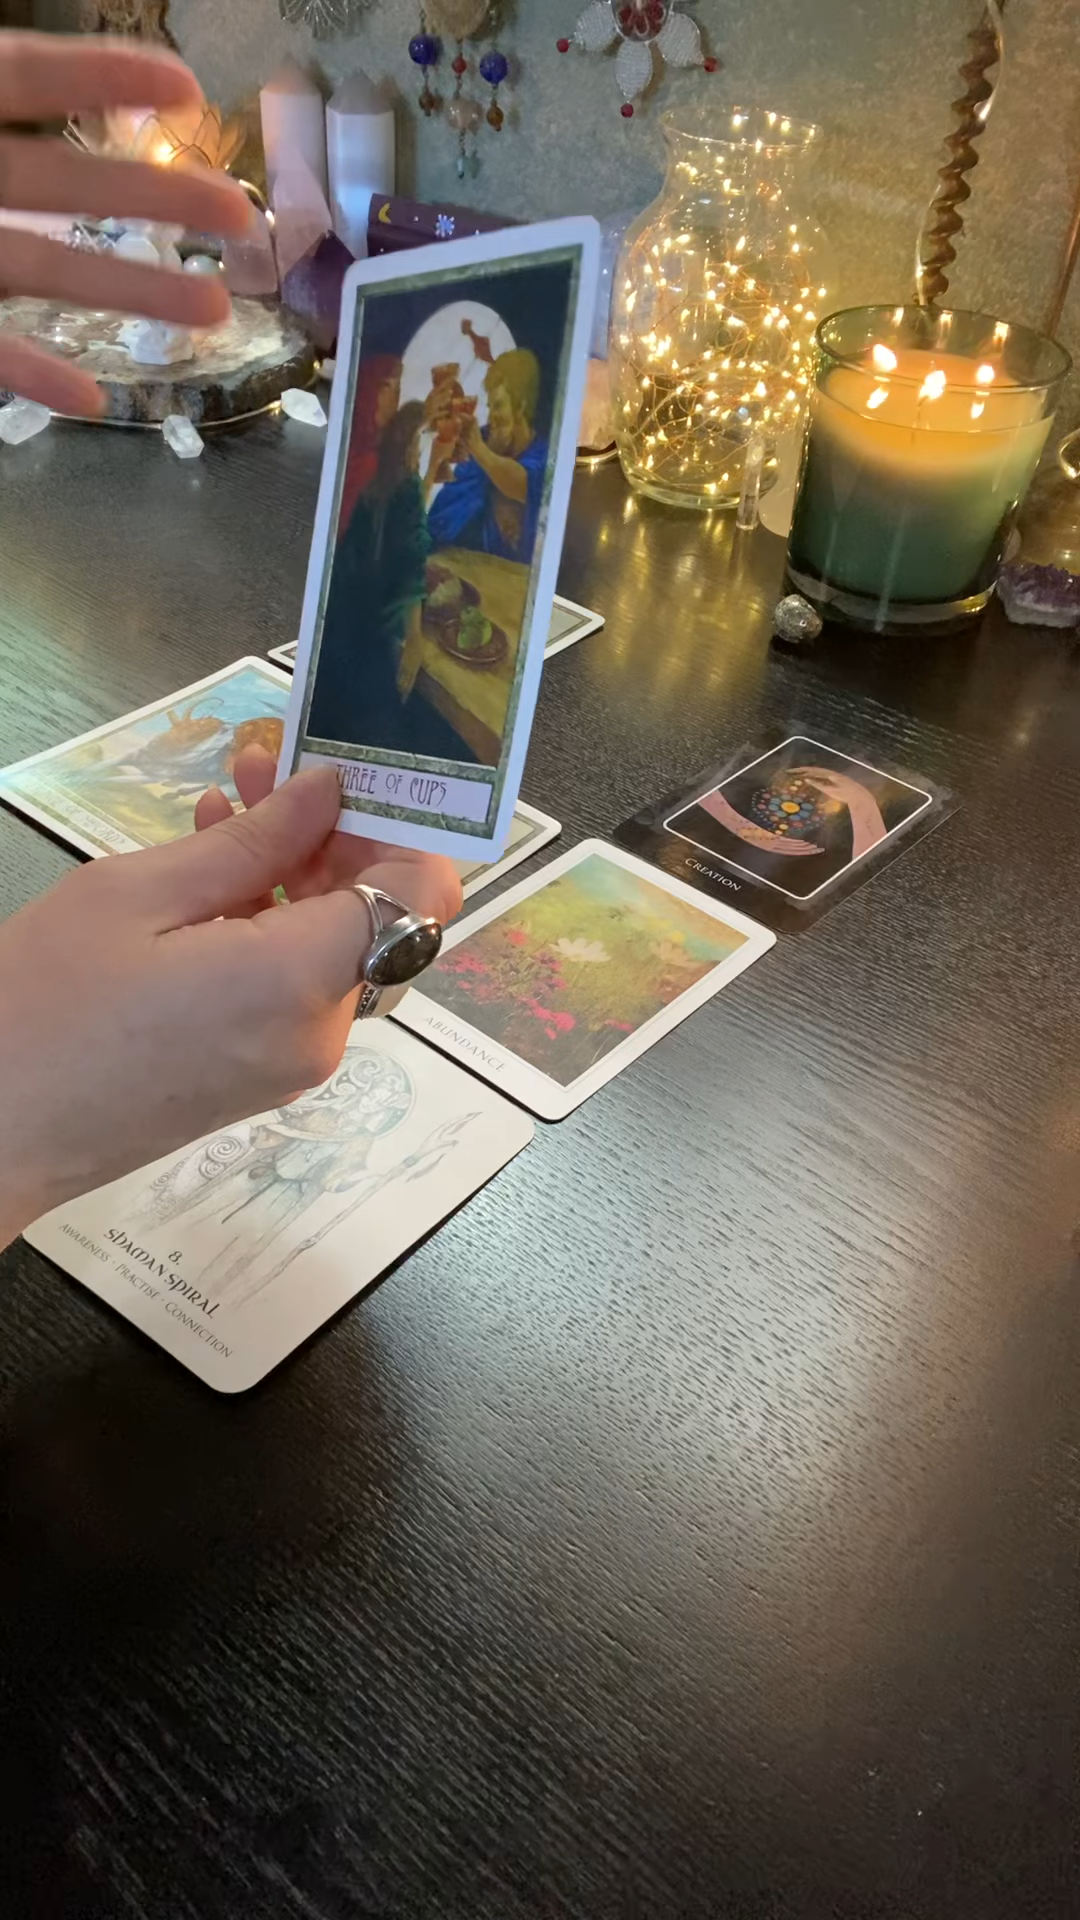 THREE OF CUPS
CREATION
ABUNDANCE
8.
SHAMAN SPIRAL
AWARENESS · PRACTISE · CONNECTION